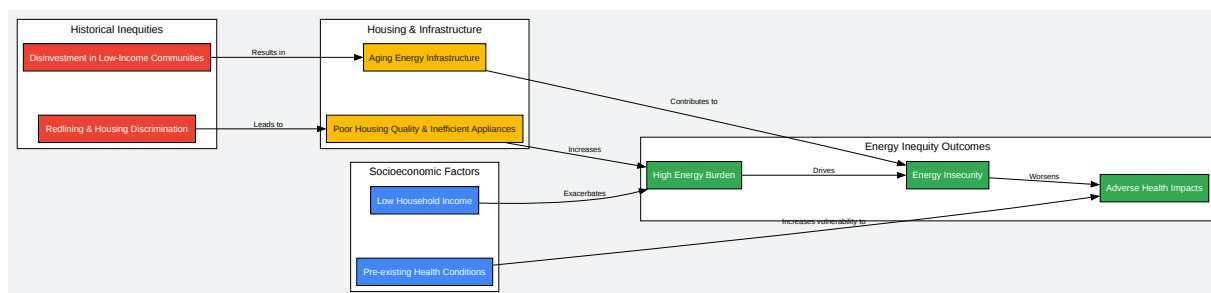 Historical Inequities
Disinvestment in Low-Income Communities
Redlining & Housing Discrimination
Results in
Leads to
Housing & Infrastructure
Aging Energy Infrastructure
Poor Housing Quality & Inefficient Appliances
Socioeconomic Factors
Low Household Income
Pre-existing Health Conditions
Contributes to
Increases
Exacerbates
Increases vulnerability to
Energy Inequity Outcomes
High Energy Burden
Drives
Energy Insecurity
Worsens
Adverse Health Impacts